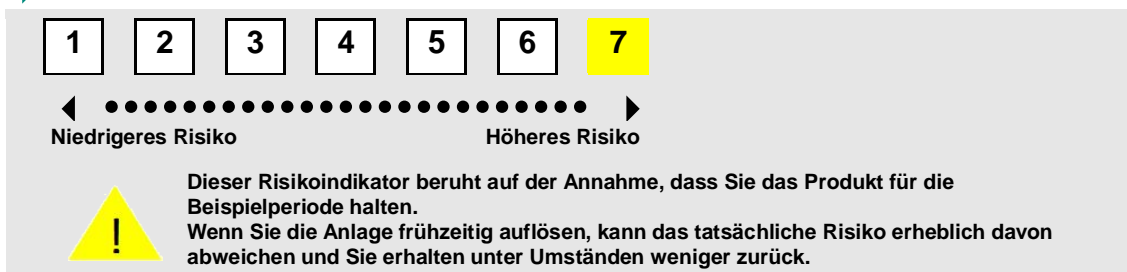 1 2 3 4 5 6 7
Niedrigeres Risiko Höheres Risiko
Dieser Risikoindikator beruht auf der Annahme, dass Sie das Produkt für die
Beispielperiode halten.
! Wenn Sie die Anlage frühzeitig auflösen, kann das tatsächliche Risiko erheblich davon
abweichen und Sie erhalten unter Umständen weniger zurück.